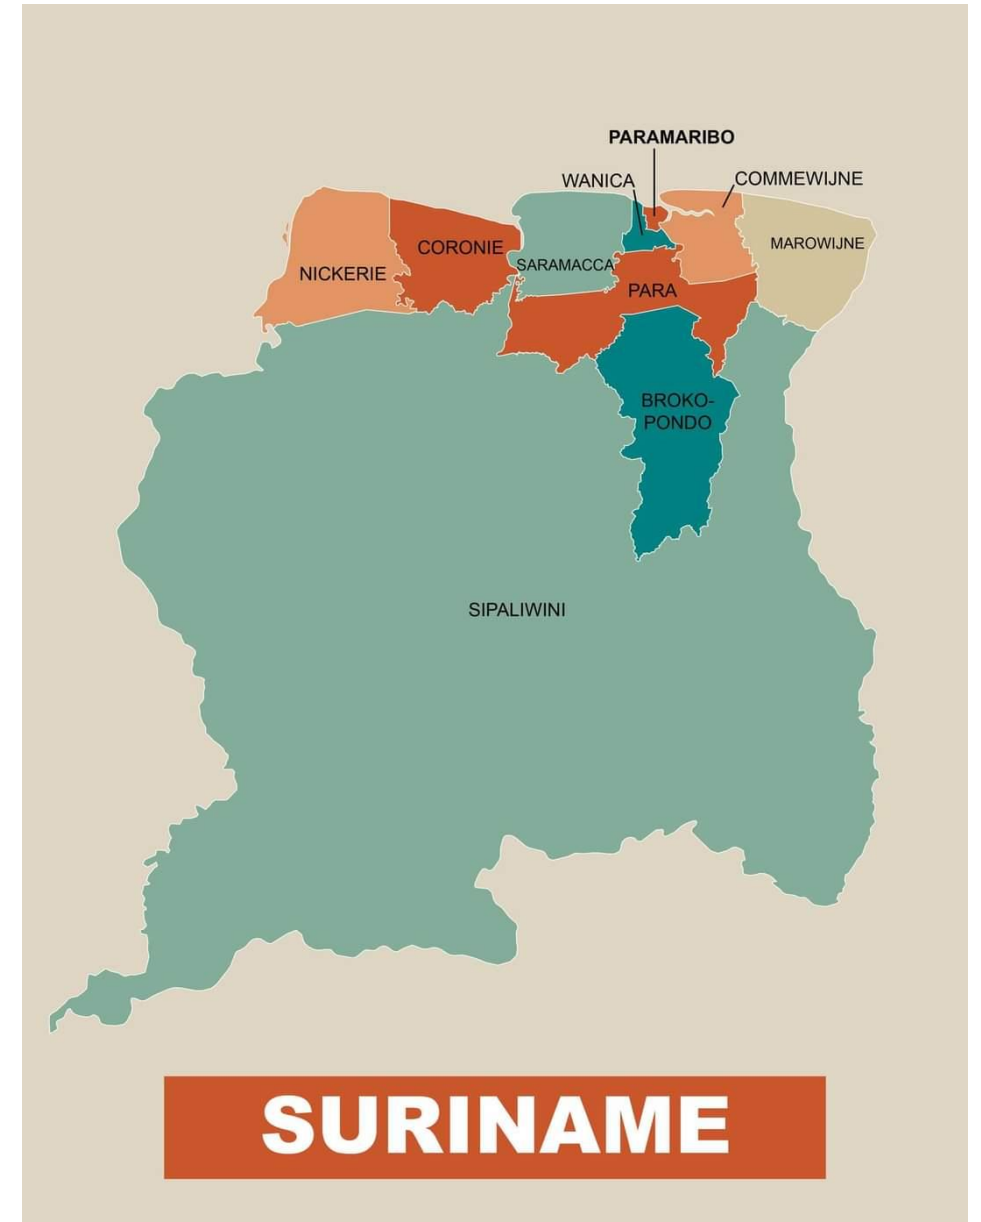 PARAMARIBO
WANICA
COMMEWIJNE
CORONIE
MAROWIJNE
NICKERIE
SARAMACCA
PARA
BROKO-
PONDO
SIPALIWINI
SURINAME